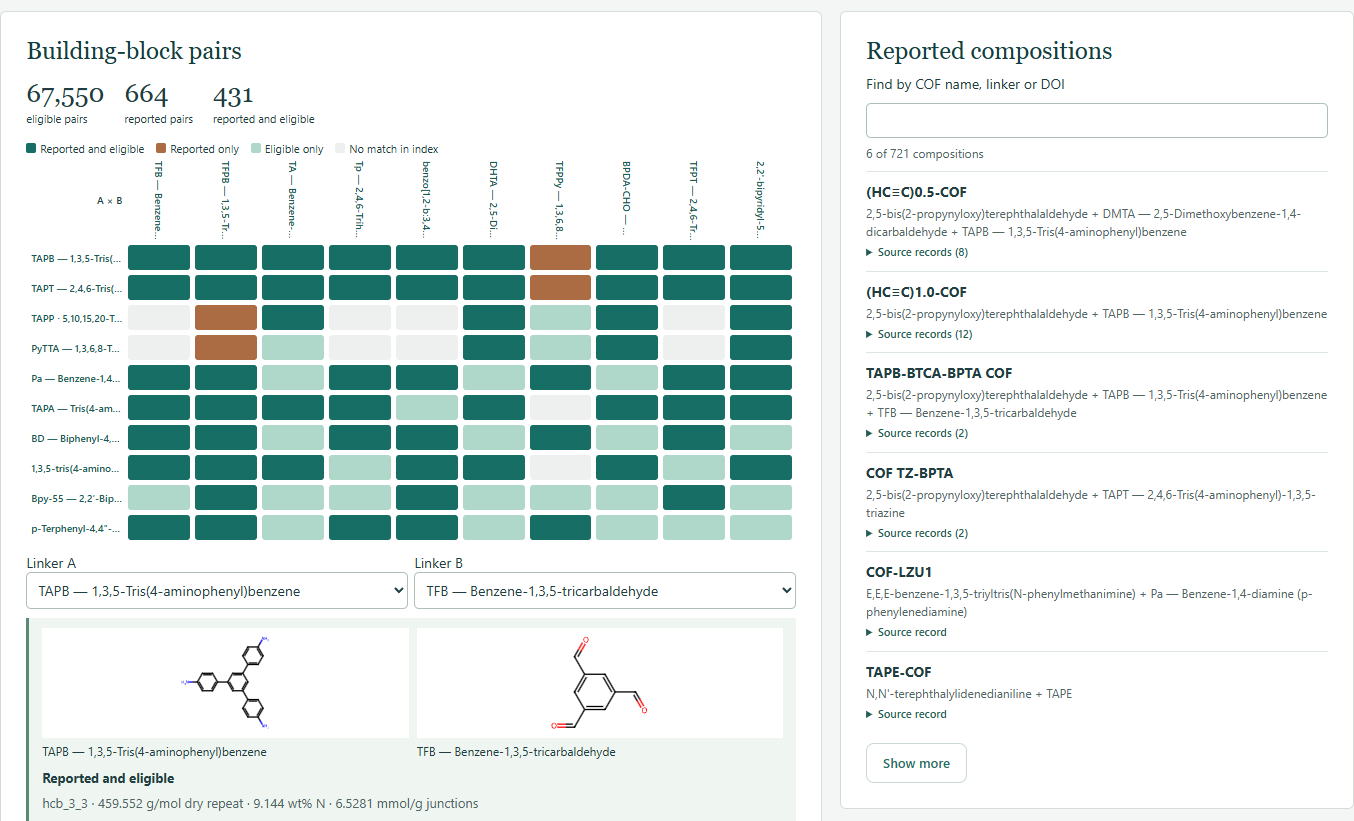 Building-block pairs
67,550 664 431
eligible pairs reported pairs reported and eligible
Reported and eligible Reported only Eligible only No match in index
A × B
TFB — Benzene...
TFPB — 1,3,5-Tr...
TA — Benzene-...
Tp — 2,4,6-Trih...
benzo[1,2-b:3,4...
DHTA — 2,5-Di...
TFPPy — 1,3,6,8...
BPDA-CHO — ...
TFPT — 2,4,6-Tr...
2,2'-bipyridyl-5...
TAPB — 1,3,5-Tris(...
TAPT — 2,4,6-Tris(...
TAPP · 5,10,15,20-T...
PyTTA — 1,3,6,8-T...
Pa — Benzene-1,4...
TAPA — Tris(4-am...
BD — Biphenyl-4,...
1,3,5-tris(4-amino...
Bpy-55 — 2,2'-Bip...
p-Terphenyl-4,4"-...
Linker A Linker B
TAPB — 1,3,5-Tris(4-aminophenyl)benzene TFB — Benzene-1,3,5-tricarbaldehyde
TAPB — 1,3,5-Tris(4-aminophenyl)benzene TFB — Benzene-1,3,5-tricarbaldehyde
Reported and eligible
hcb_3_3 · 459.552 g/mol dry repeat · 9.144 wt% N · 6.5281 mmol/g junctions
Reported compositions
Find by COF name, linker or DOI
6 of 721 compositions
(HC≡C)0.5-COF
2,5-bis(2-propynyloxy)terephthalaldehyde + DMTA — 2,5-Dimethoxybenzene-1,4-
dicarbaldehyde + TAPB — 1,3,5-Tris(4-aminophenyl)benzene
Source records (8)
(HC≡C)1.0-COF
2,5-bis(2-propynyloxy)terephthalaldehyde + TAPB — 1,3,5-Tris(4-aminophenyl)benzene
Source records (12)
TAPB-BTCA-BPTA COF
2,5-bis(2-propynyloxy)terephthalaldehyde + TAPB — 1,3,5-Tris(4-aminophenyl)benzene
+ TFB — Benzene-1,3,5-tricarbaldehyde
Source records (2)
COF TZ-BPTA
2,5-bis(2-propynyloxy)terephthalaldehyde + TAPT — 2,4,6-Tris(4-aminophenyl)-1,3,5-
triazine
Source records (2)
COF-LZU1
E,E,E-benzene-1,3,5-triyltris(N-phenylmethanimine) + Pa — Benzene-1,4-diamine (p-
phenylenediamine)
Source record
TAPE-COF
N,N'-terephthalylidenedianiline + TAPE
Source record
Show more